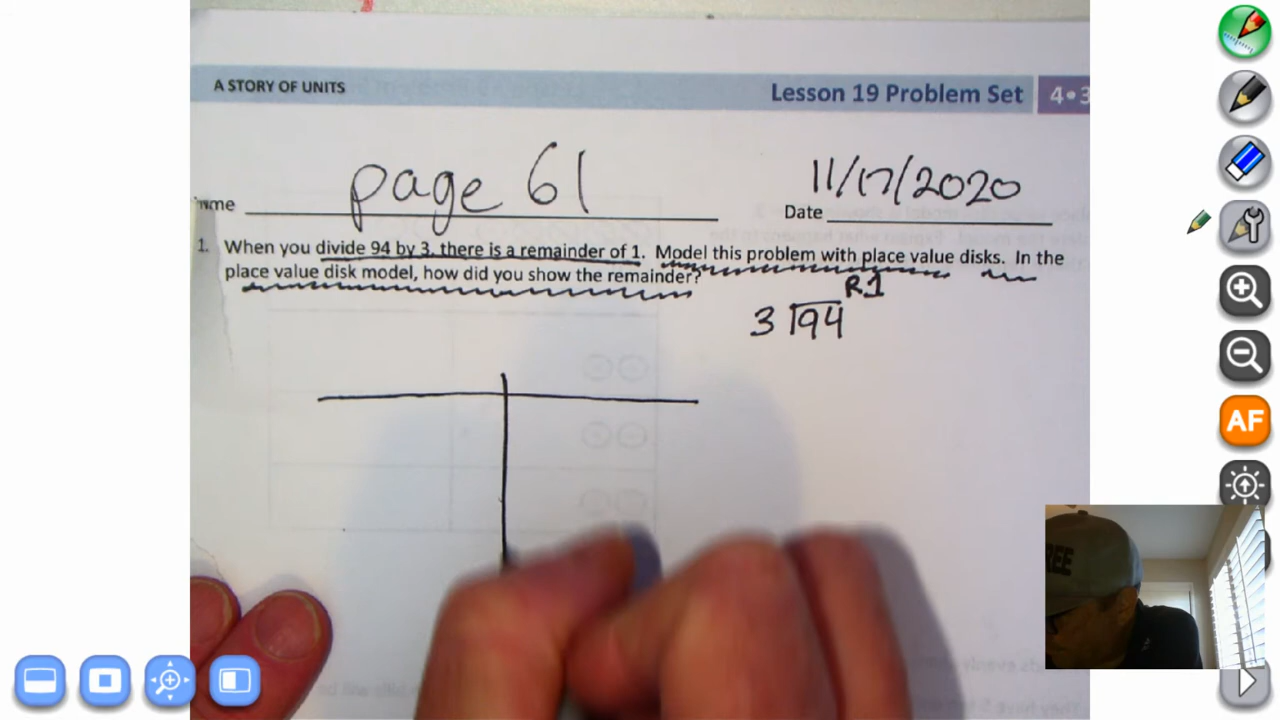 A STORY OF UNITS
Lesson 19 Problem Set 4•3
page 61
11/17/2020
Date
1. When you divide 94 by 3, there is a remainder of 1. Model this problem with place value disks. In the
place value disk model, how did you show the remainder?
R1
3 94
AF